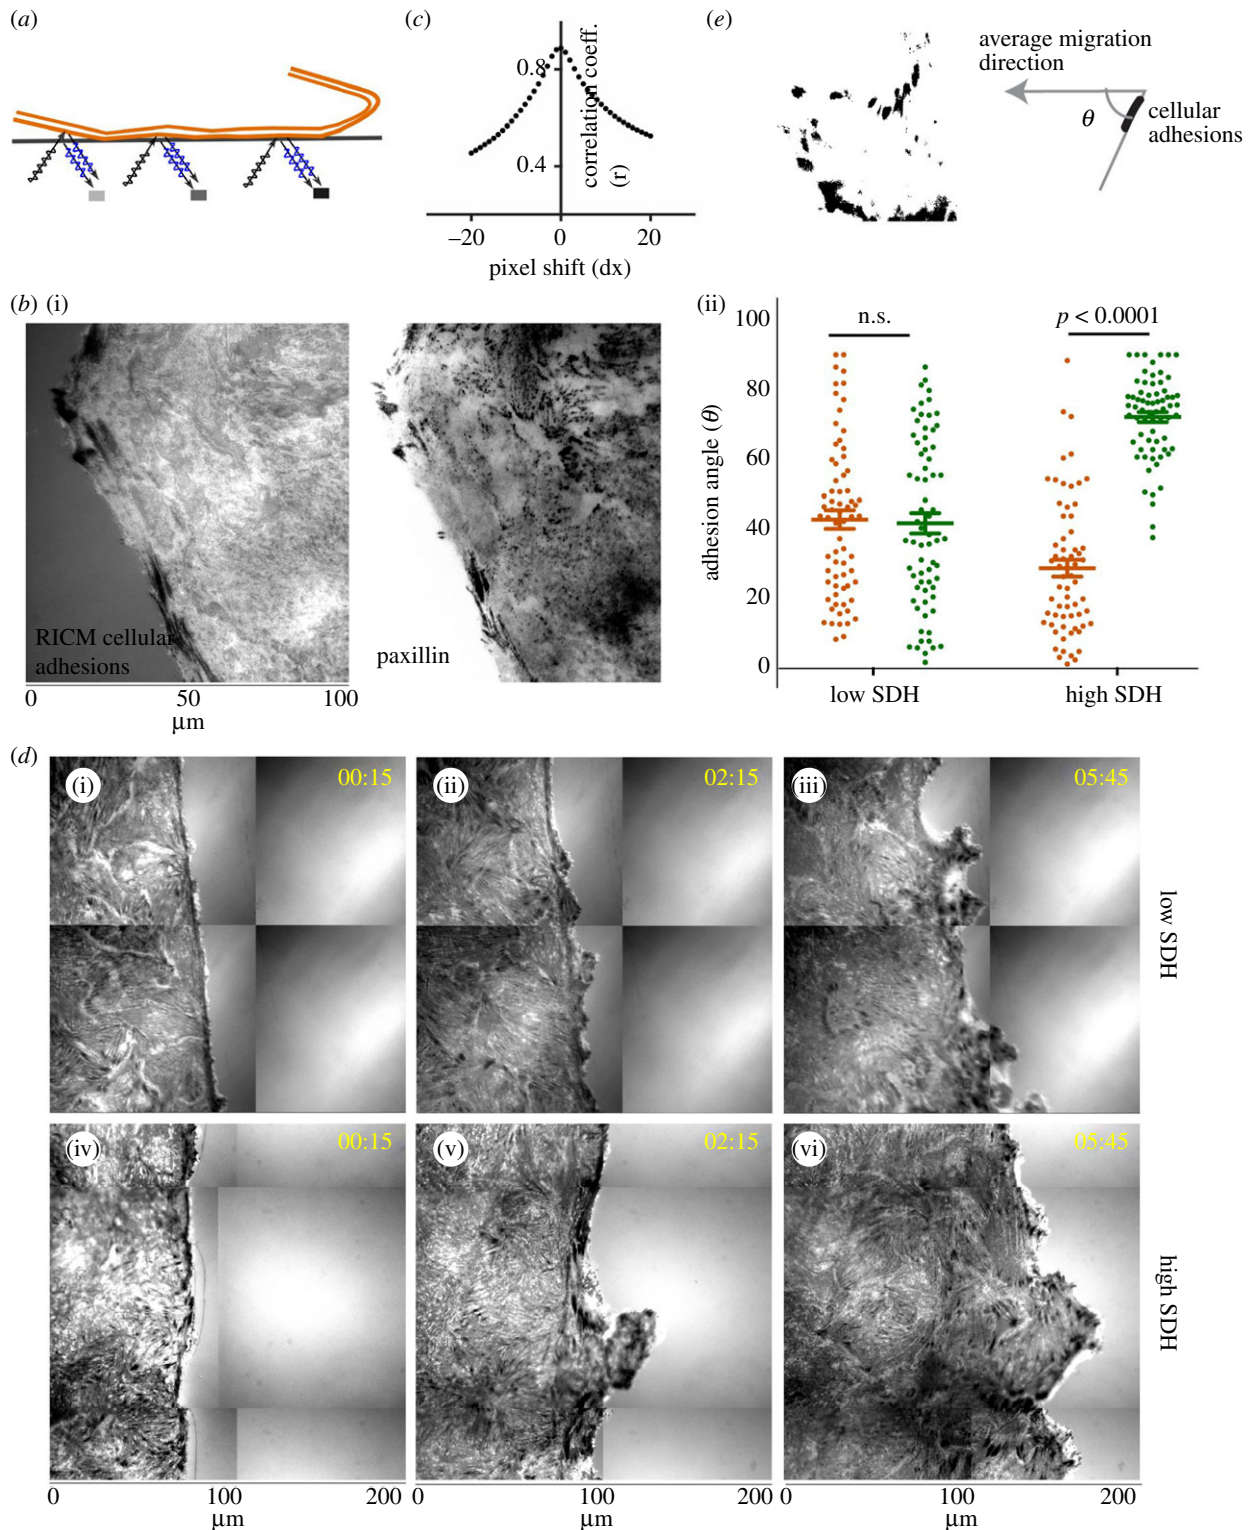 (a)
(c)
0.8
0.4
correlation coeff.
(r)
–20
0
20
pixel shift (dx)
(e)
average migration
direction
θ
cellular
adhesions
(b) (i)
RICM cellular
adhesions
0
50
100
μm
paxillin
(ii)
n.s.
p < 0.0001
100
80
60
40
20
0
adhesion angle (θ)
low SDH
high SDH
(d)
(i)
00:15
(ii)
02:15
(iii)
05:45
low SDH
(iv)
00:15
(v)
02:15
(vi)
05:45
high SDH
0
100
200
μm
0
100
200
μm
0
100
200
μm